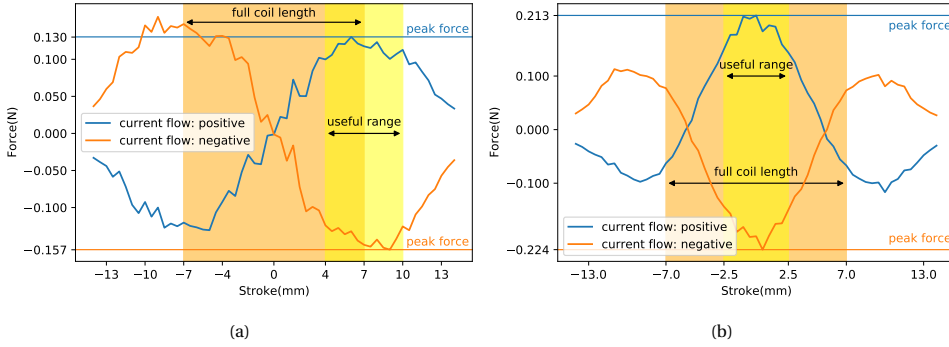 full coil length
peak force
0.130
0.100
0.050
0.000
−0.050
−0.100
−0.157
Force(N)
current flow: positive
current flow: negative
useful range
peak force
−13 −10 −7 −4 0 4 7 10 13
Stroke(mm)
(a)
0.213
peak force
0.100
0.000
−0.100
−0.224
Force(N)
useful range
full coil length
current flow: positive
current flow: negative
peak force
−13.0 −7.0 −2.5 2.5 7.0 13.0
Stroke(mm)
(b)